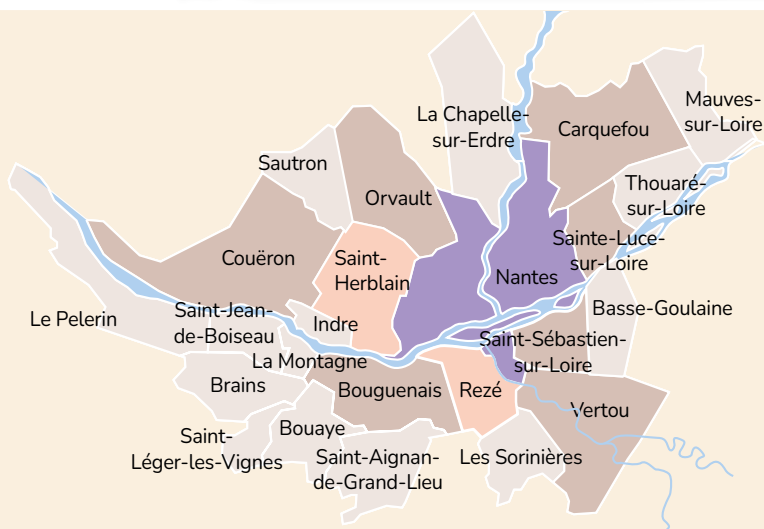 Mauves-
sur-Loire
La Chapelle-
sur-Erdre
Carquefou
Sautron
Orvault
Thouaré-
sur-Loire
Sainte-Luce-
sur-Loire
Couëron
Saint-
Herblain
Nantes
Basse-Goulaine
Le Pelerin
Saint-Jean-
de-Boiseau
Indre
Saint-Sébastien-
sur-Loire
La Montagne
Brains
Bouguenais
Rezé
Vertou
Saint-
Léger-les-Vignes
Bouaye
Saint-Aignan-
de-Grand-Lieu
Les Sorinières